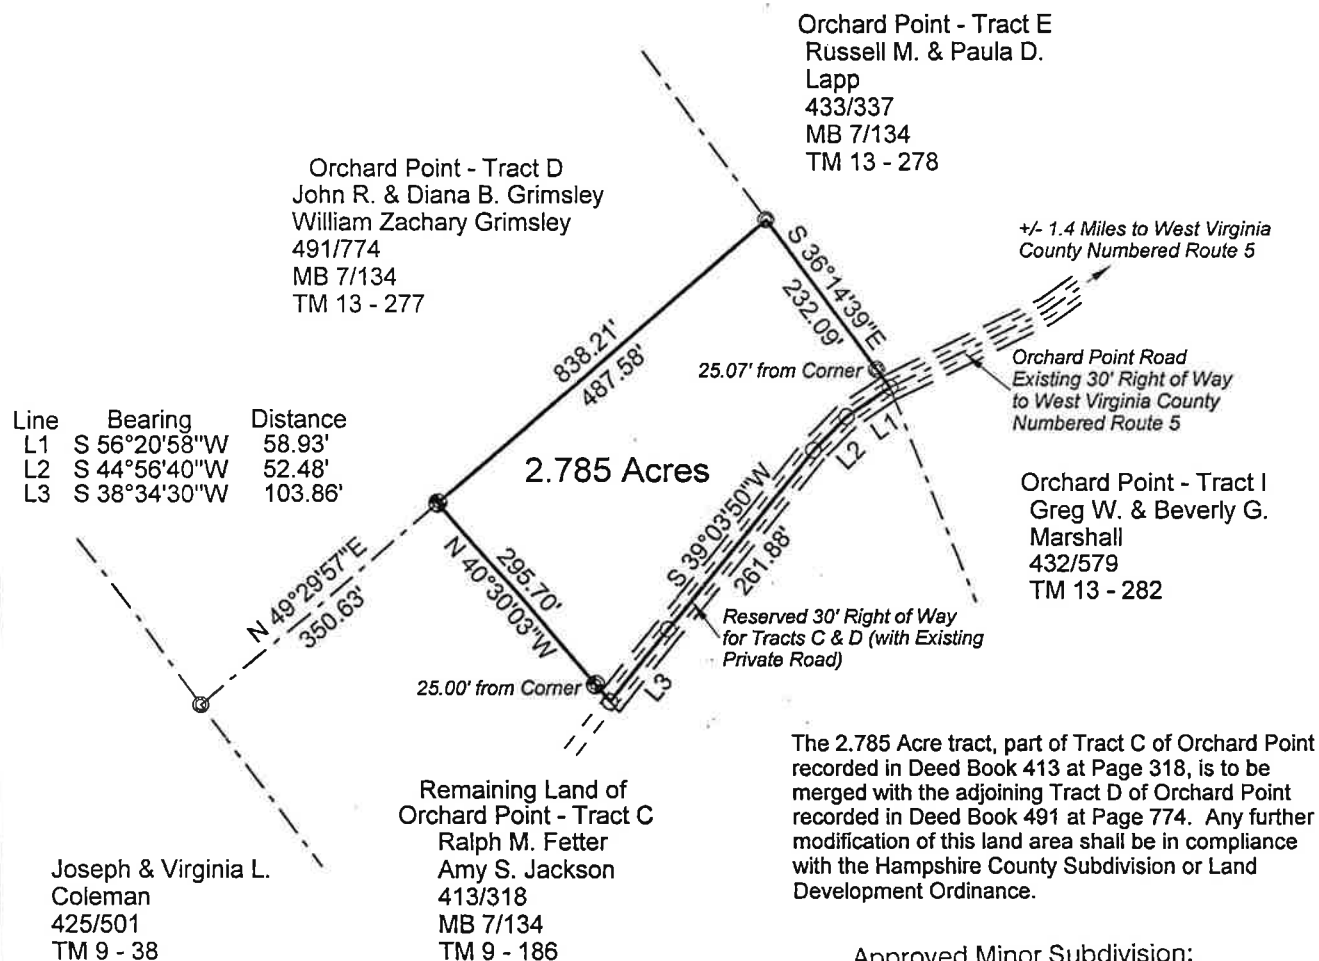 Orchard Point - Tract E
Russell M. & Paula D.
Lapp
433/337
MB 7/134
TM 13 - 278
Orchard Point - Tract D
John R. & Diana B. Grimsley
William Zachary Grimsley
491/774
MB 7/134
TM 13 - 277
+/- 1.4 Miles to West Virginia
County Numbered Route 5
S 36°14'39"E
232.09'
838.21'
487.58'
25.07' from Corner
Orchard Point Road
Existing 30' Right of Way
to West Virginia County
Numbered Route 5
Line Bearing Distance
L1 S 56°20'58"W 58.93'
L2 S 44°56'40"W 52.48'
L3 S 38°34'30"W 103.86'
L1
L2
2.785 Acres
Orchard Point - Tract I
Greg W. & Beverly G.
Marshall
432/579
TM 13 - 282
S 39°03'50"W
261.88'
N 49°29'57"E
350.63'
295.70'
N 40°30'03"W
Reserved 30' Right of Way
for Tracts C & D (with Existing
Private Road)
25.00' from Corner
L3
The 2.785 Acre tract, part of Tract C of Orchard Point
recorded in Deed Book 413 at Page 318, is to be
merged with the adjoining Tract D of Orchard Point
recorded in Deed Book 491 at Page 774. Any further
modification of this land area shall be in compliance
with the Hampshire County Subdivision or Land
Development Ordinance.
Remaining Land of
Orchard Point - Tract C
Ralph M. Fetter
Amy S. Jackson
413/318
MB 7/134
TM 9 - 186
Joseph & Virginia L.
Coleman
425/501
TM 9 - 38
Approved Minor Subdivision: